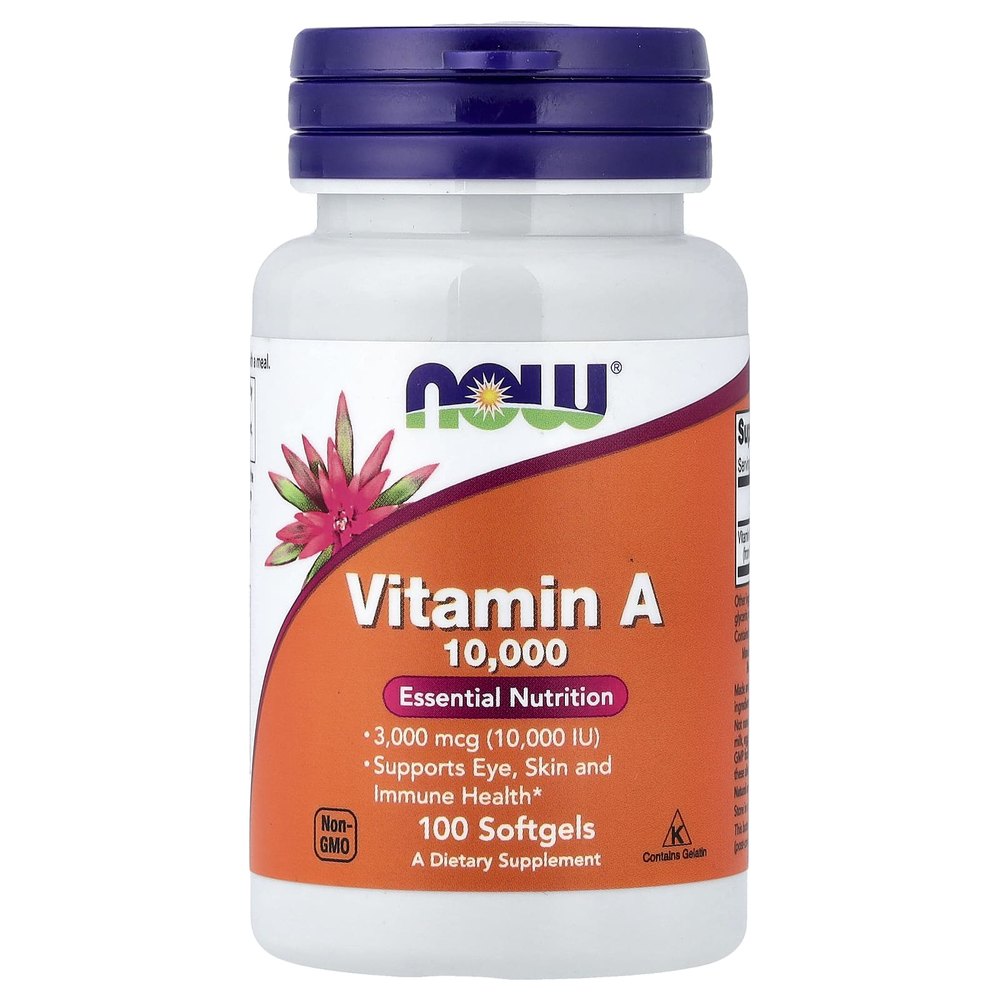 NOW®
Vitamin A
10,000
Essential Nutrition
• 3,000 mcg (10,000 IU)
• Supports Eye, Skin and
Immune Health*
100 Softgels
A Dietary Supplement
Non-
GMO
K
Contains Gelatin
a meal.